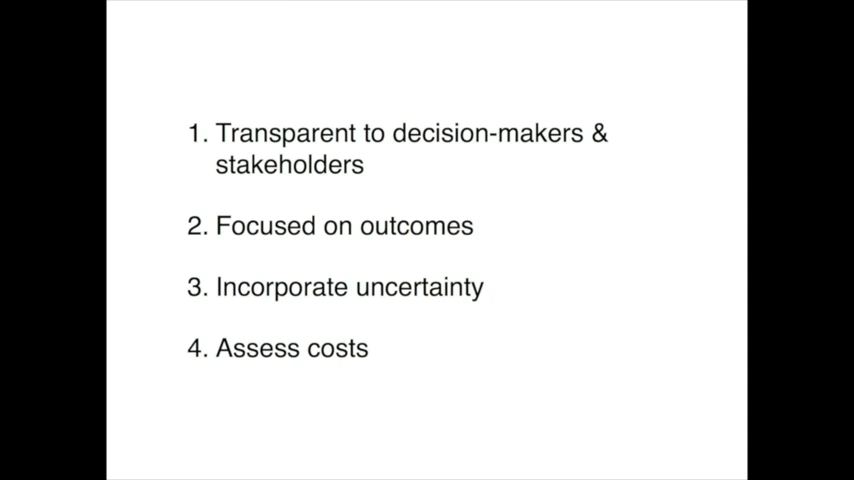 1. Transparent to decision-makers &
stakeholders
2. Focused on outcomes
3. Incorporate uncertainty
4. Assess costs